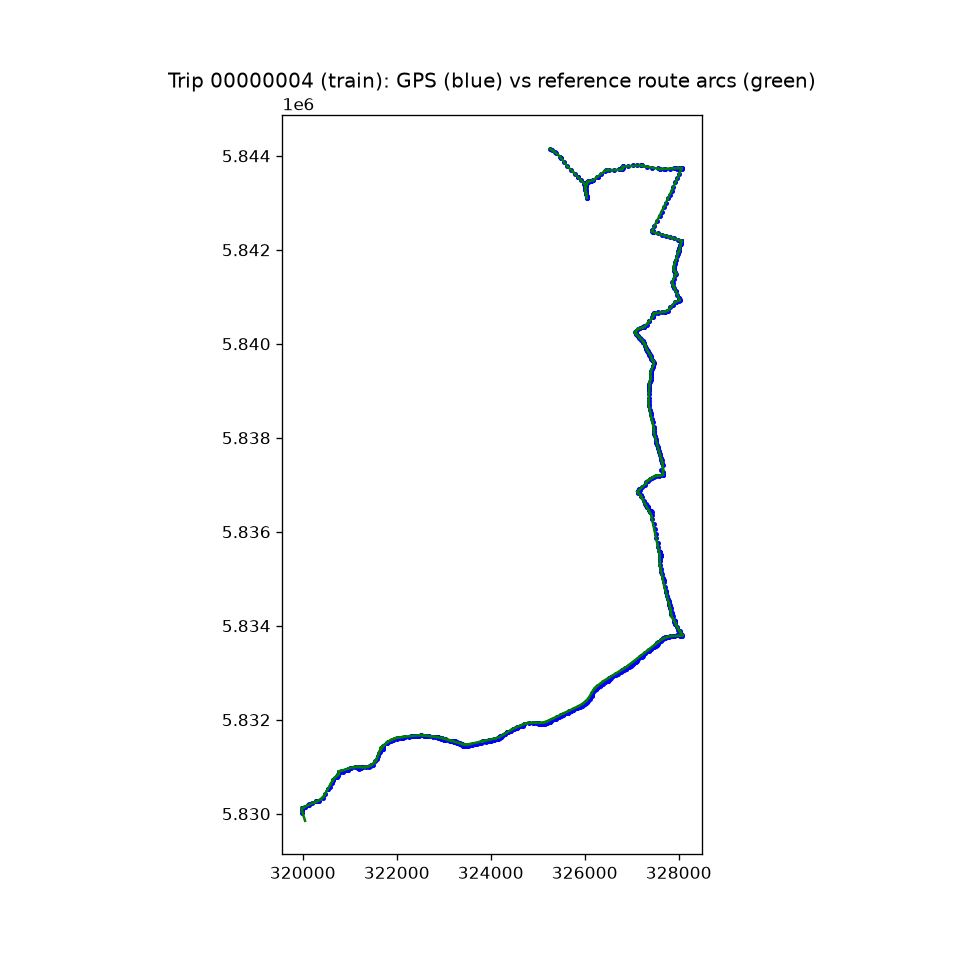 Trip 00000004 (train): GPS (blue) vs reference route arcs (green)
1e6
5.844
5.842
5.840
5.838
5.836
5.834
5.832
5.830
320000 322000 324000 326000 328000